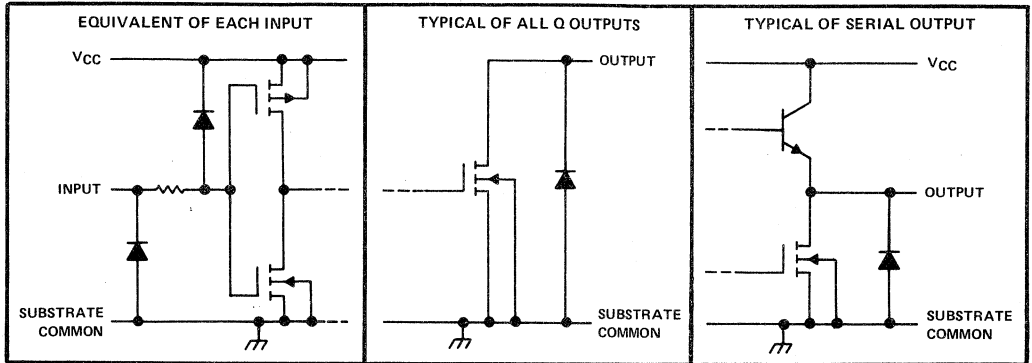 EQUIVALENT OF EACH INPUT
VCC
INPUT
SUBSTRATE
COMMON
TYPICAL OF ALL Q OUTPUTS
OUTPUT
SUBSTRATE
COMMON
TYPICAL OF SERIAL OUTPUT
VCC
OUTPUT
SUBSTRATE
COMMON